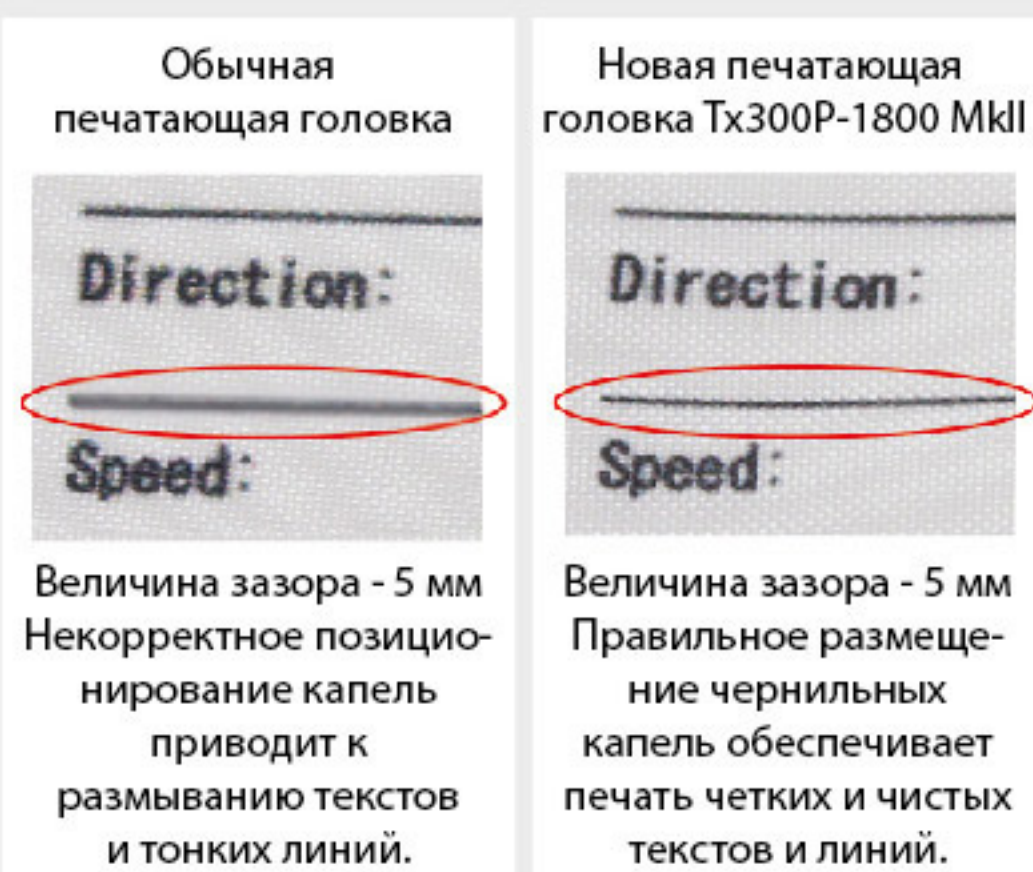 Обычная
печатающая головка
Direction:
Speed:
Величина зазора - 5 мм
Некорректное позицио-
нирование капель
приводит к
размыванию текстов
и тонких линий.
Новая печатающая
головка Tx300P-1800 MkII
Direction:
Speed:
Величина зазора - 5 мм
Правильное размеще-
ние чернильных
капель обеспечивает
печать четких и чистых
текстов и линий.